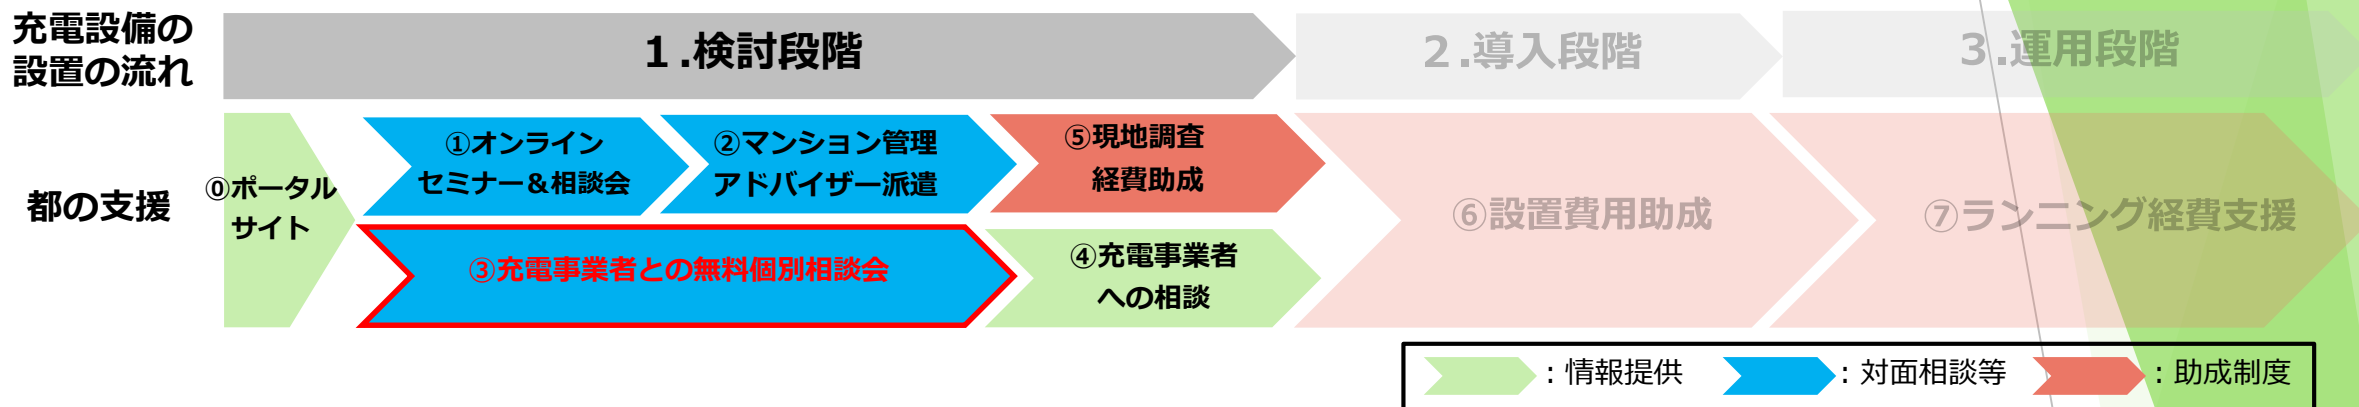 充電設備の
設置の流れ
１.検討段階
２.導入段階
３.運用段階
都の支援
⓪ポータル
サイト
①オンライン
セミナー＆相談会
②マンション管理
アドバイザー派遣
⑤現地調査
経費助成
③充電事業者との無料個別相談会
④充電事業者
への相談
⑥設置費用助成
⑦ランニング経費支援
：情報提供
：対面相談等
：助成制度